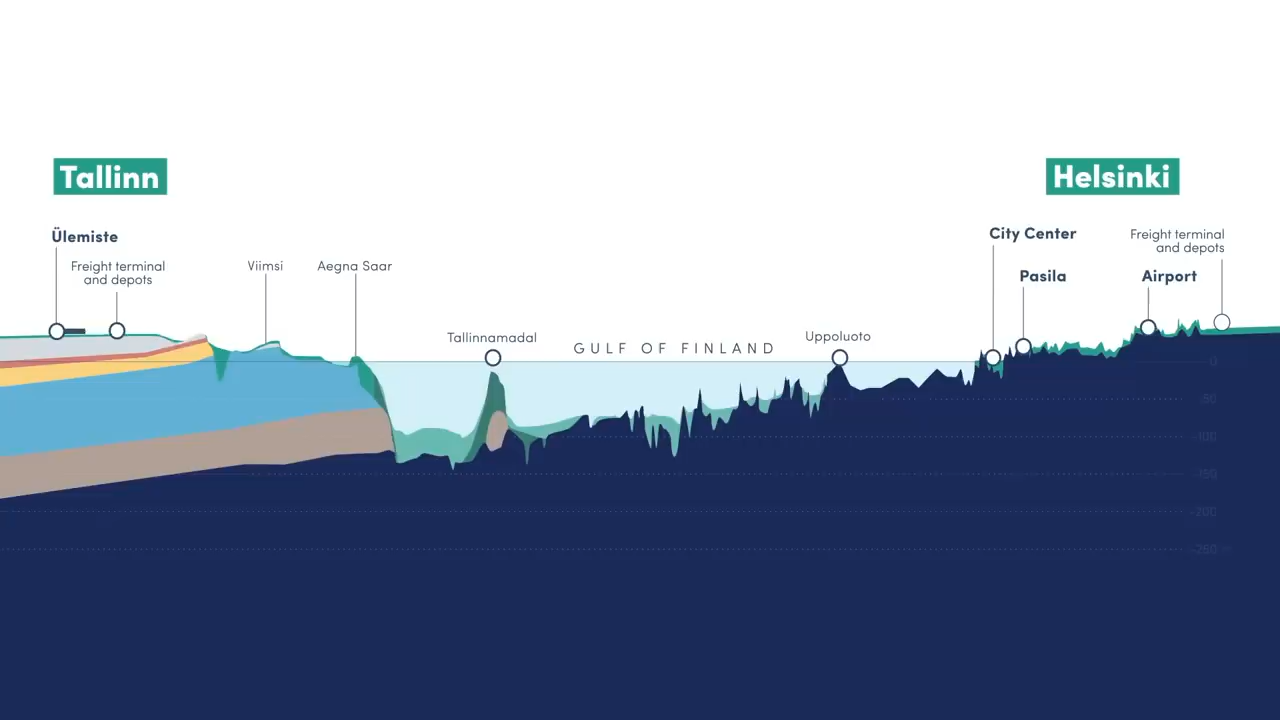 Tallinn
Helsinki
Ülemiste
City Center
Freight terminal
and depots
Freight terminal
and depots
Viimsi
Aegna Saar
Pasila
Airport
Tallinnamadal
Uppoluoto
GULF OF FINLAND
0
-50
-100
-150
-200
-250